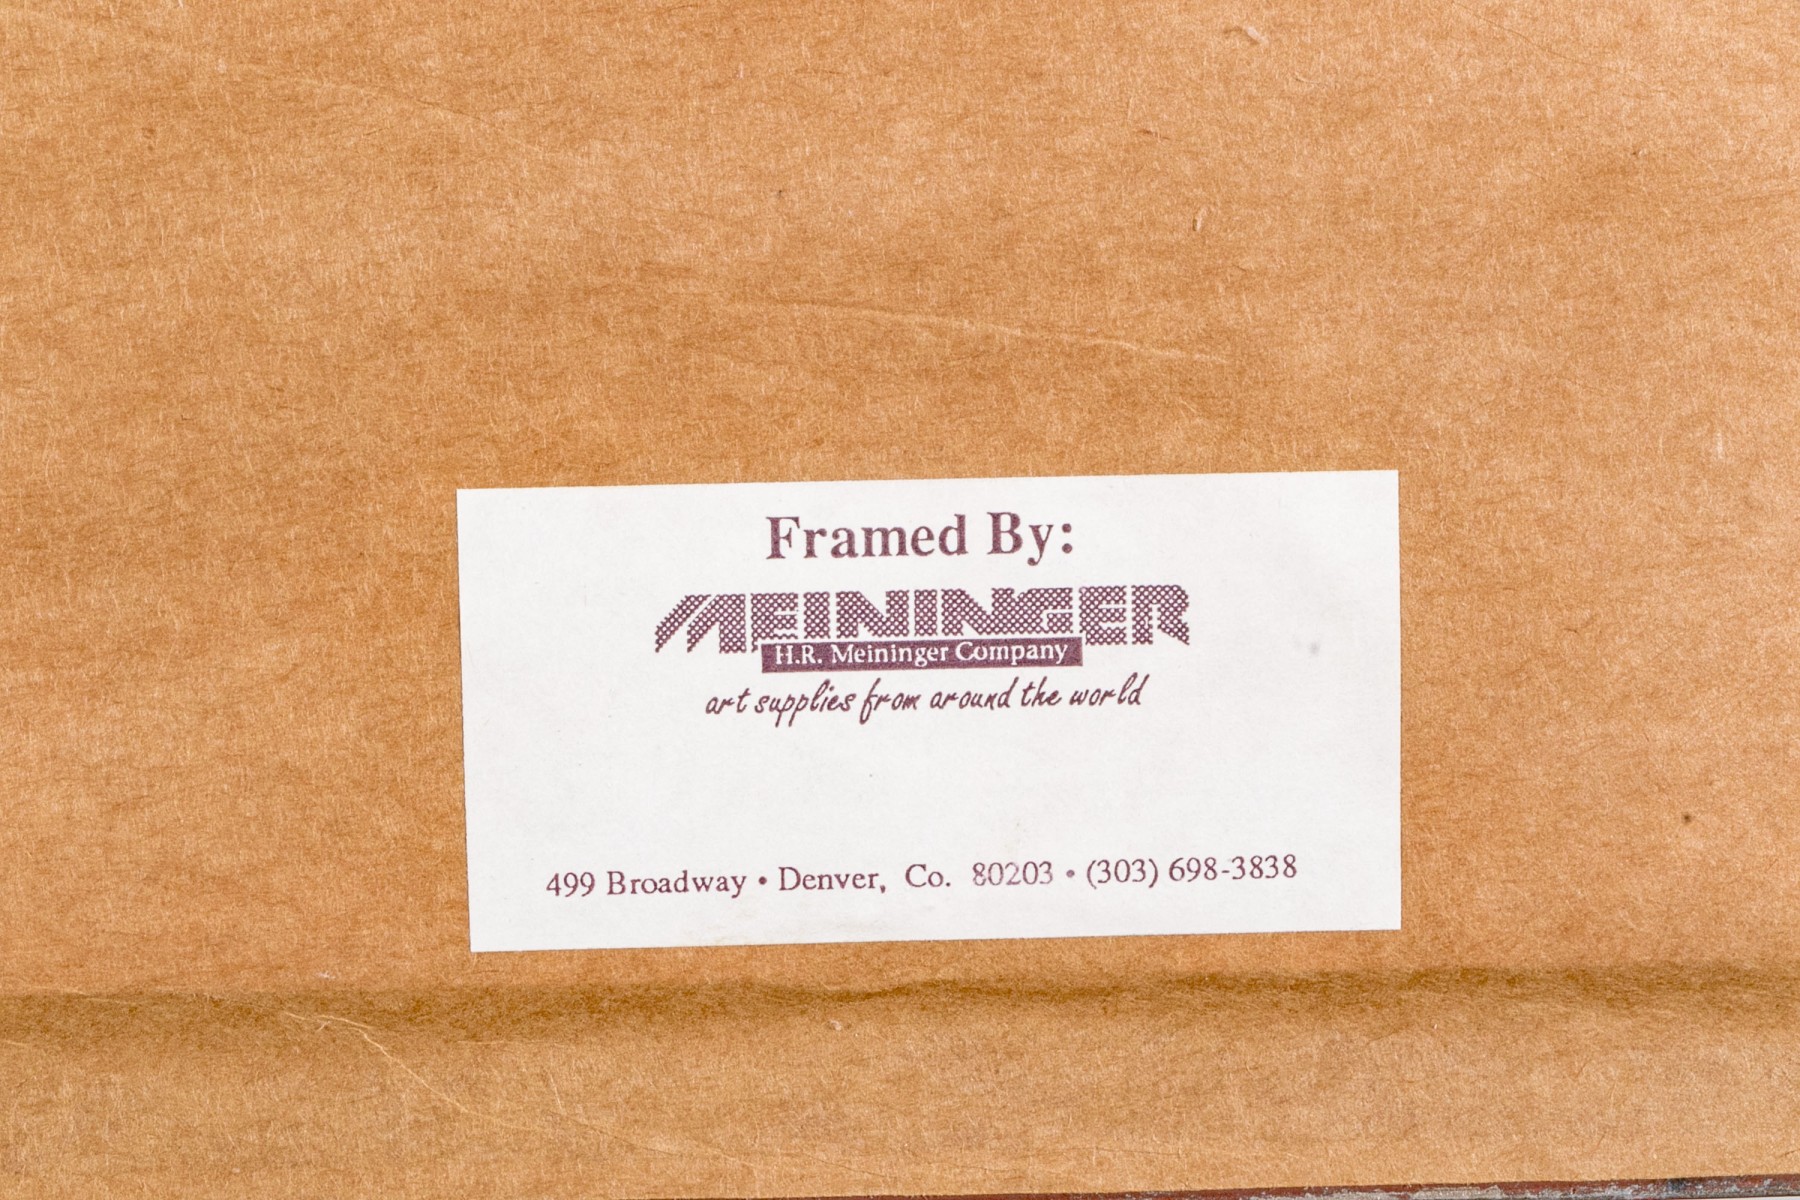 Framed By:
MEININGER
H.R. Meininger Company
art supplies from around the world
499 Broadway • Denver, Co. 80203 • (303) 698-3838